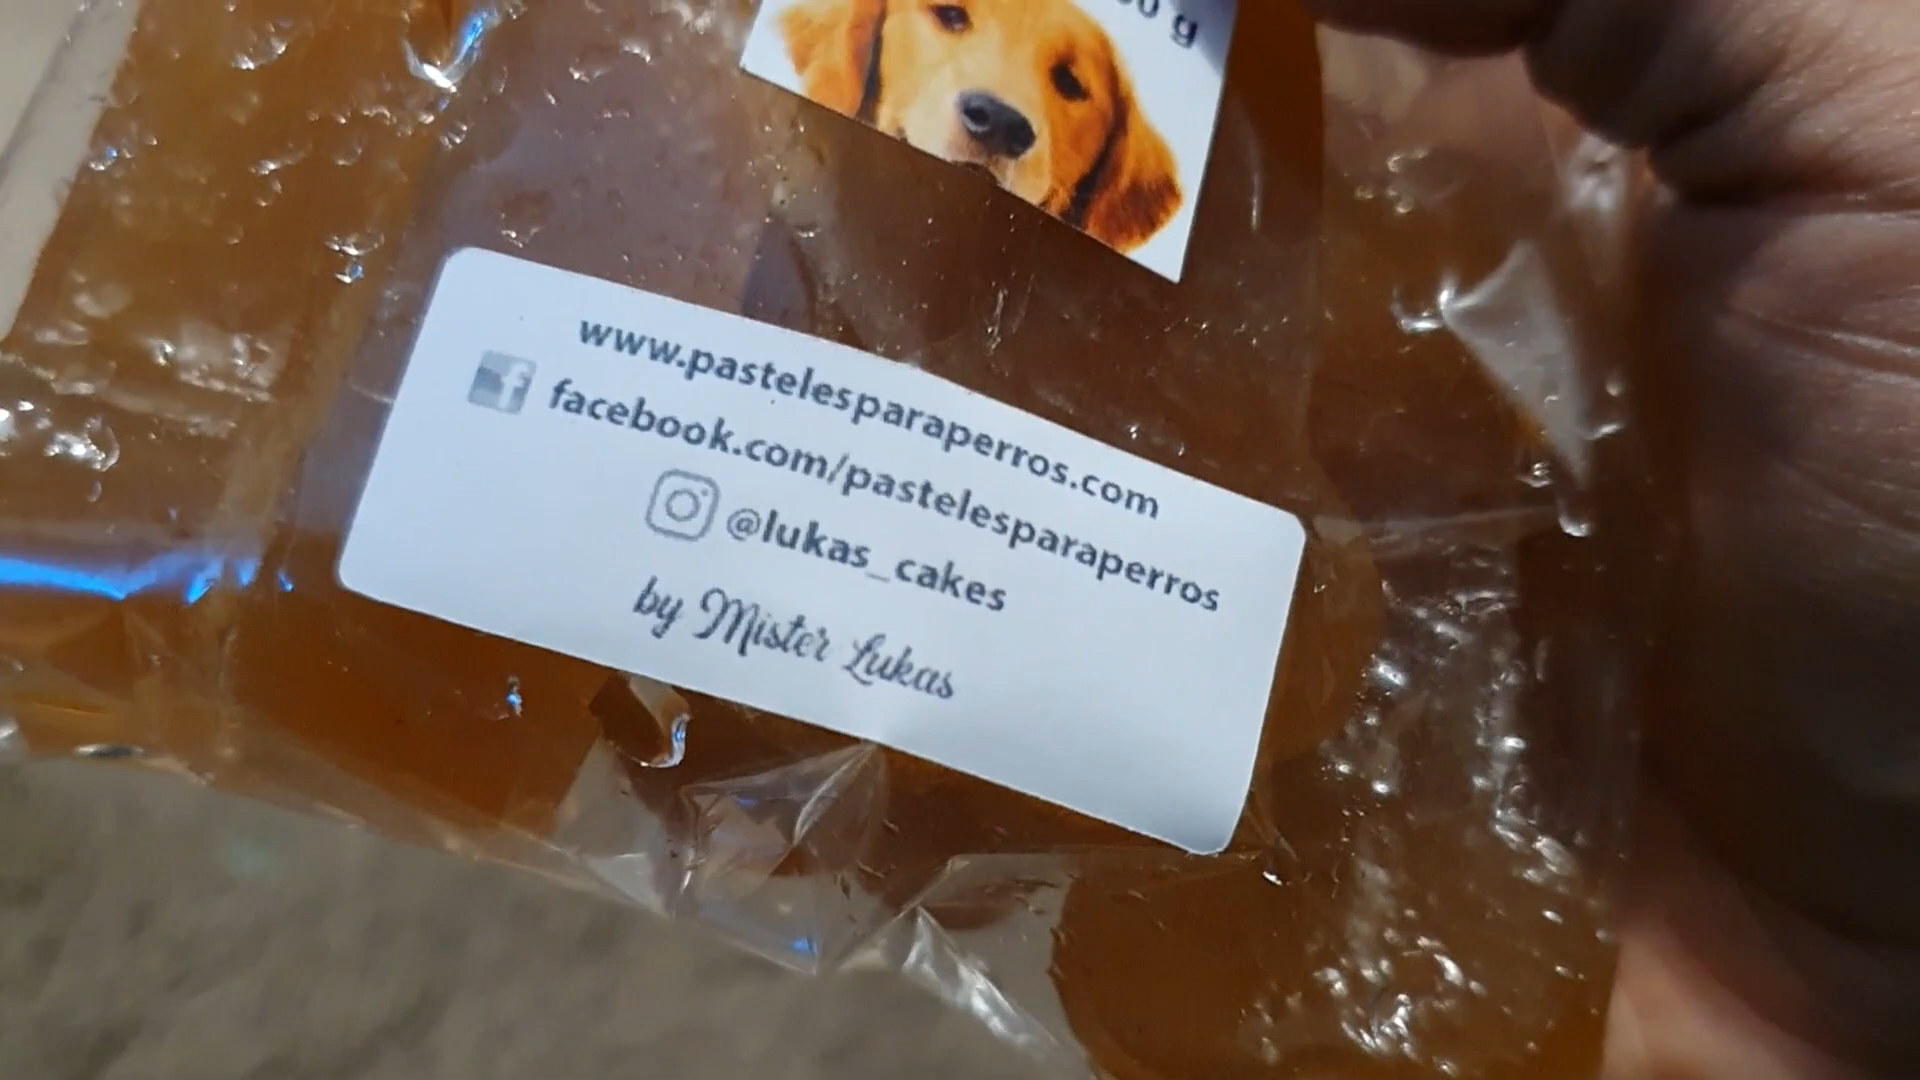 g
www.pastelesparaperros.com
facebook.com/pastelesparaperros
@lukas_cakes
by Mister Lukas